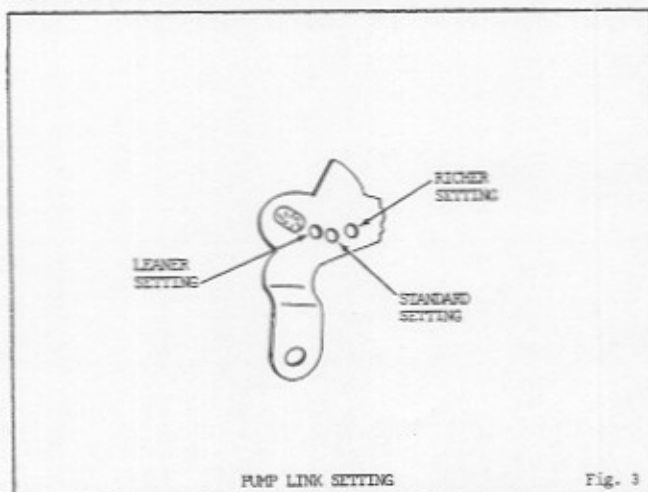 RICHER
SETTING
LEANER
SETTING
STANDARD
SETTING
PUMP LINK SETTING
Fig. 3